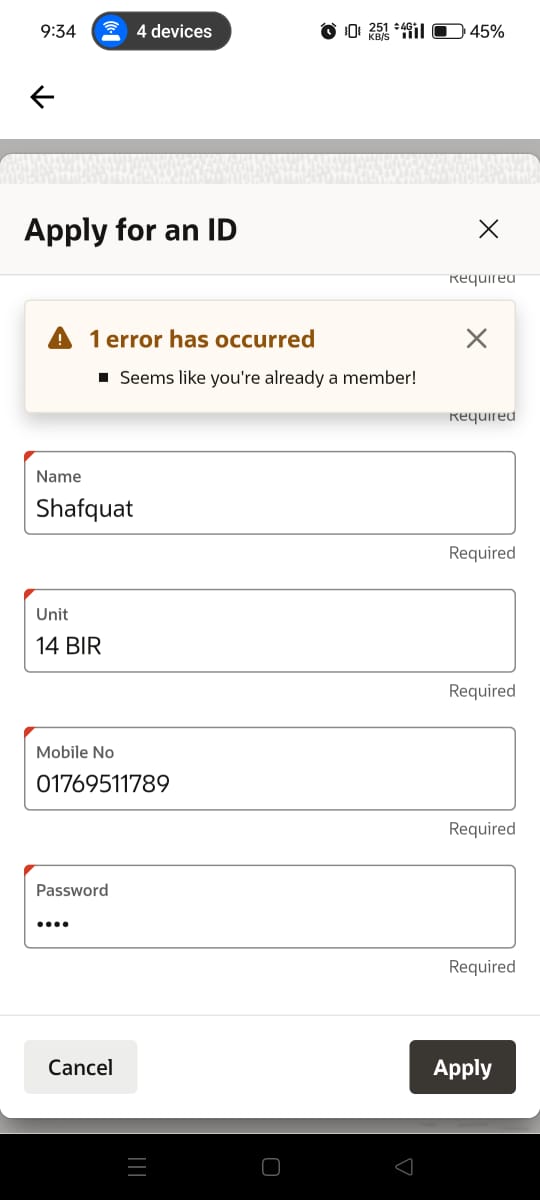 9:34
4 devices
251 KB/S 4G+ 45%
Apply for an ID
Required
1 error has occurred
Seems like you're already a member!
Required
Name
Shafquat
Required
Unit
14 BIR
Required
Mobile No
01769511789
Required
Password
••••
Required
Cancel
Apply